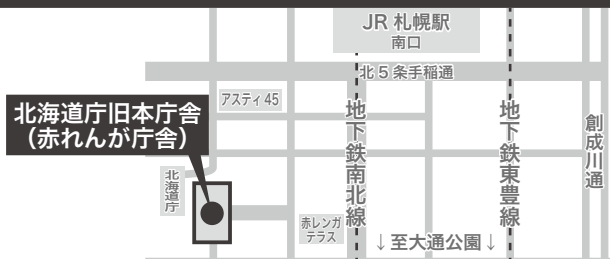 JR 札幌駅
南口
北5条手稲通
アスティ 45
北海道庁旧本庁舎
（赤れんが庁舎）
地下鉄南北線
地下鉄東豊線
創成川通
北海道庁
赤レンガ
テラス
↓至大通公園↓